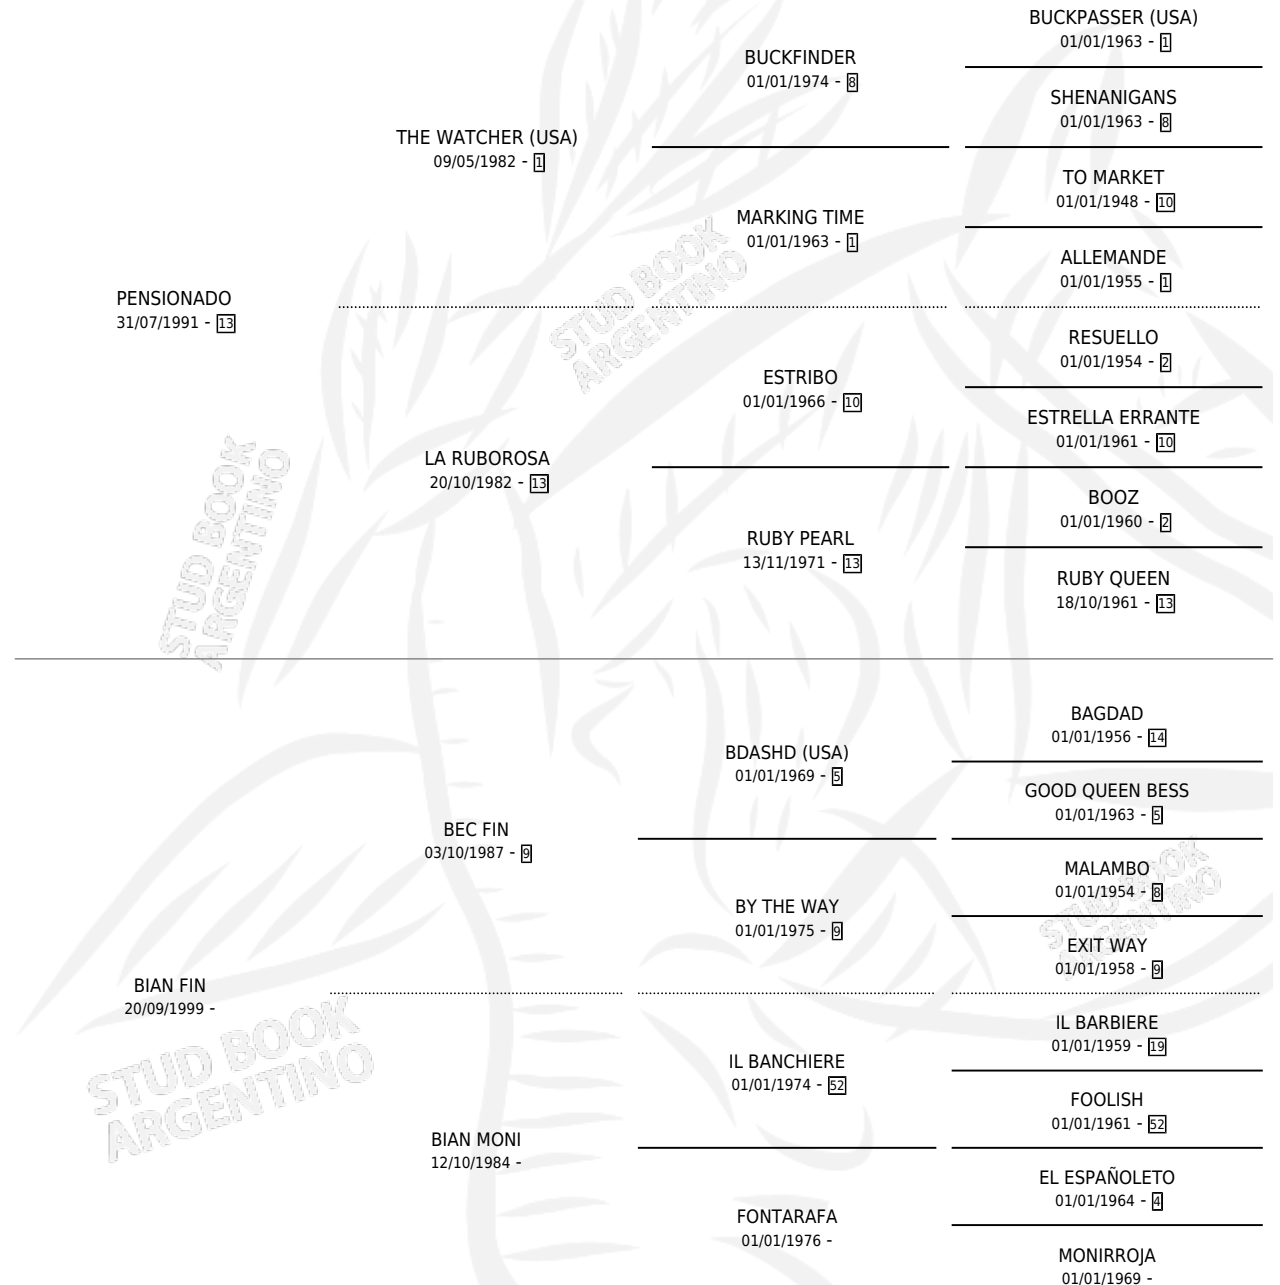 BUCKPASSER (USA)
01/01/1963 - 1
BUCKFINDER
01/01/1974 - 8
SHENANIGANS
01/01/1963 - 8
THE WATCHER (USA)
09/05/1982 - 1
TO MARKET
01/01/1948 - 10
MARKING TIME
01/01/1963 - 1
ALLEMANDE
01/01/1955 - 1
PENSIONADO
31/07/1991 - 13
RESUELLO
01/01/1954 - 2
ESTRIBO
01/01/1966 - 10
ESTRELLA ERRANTE
01/01/1961 - 10
LA RUBOROSA
20/10/1982 - 13
BOOZ
01/01/1960 - 2
RUBY PEARL
13/11/1971 - 13
RUBY QUEEN
18/10/1961 - 13
BAGDAD
01/01/1956 - 14
BDASHD (USA)
01/01/1969 - 5
GOOD QUEEN BESS
01/01/1963 - 5
BEC FIN
03/10/1987 - 9
MALAMBO
01/01/1954 - 8
BY THE WAY
01/01/1975 - 9
EXIT WAY
01/01/1958 - 9
BIAN FIN
20/09/1999 -
IL BARBIERE
01/01/1959 - 19
IL BANCHIERE
01/01/1974 - 52
FOOLISH
01/01/1961 - 52
BIAN MONI
12/10/1984 -
EL ESPAÑOLETO
01/01/1964 - 4
FONTARAFA
01/01/1976 -
MONIRROJA
01/01/1969 -
STUD BOOK
ARGENTINO
STUD BOOK
ARGENTINO
STUD BOOK
ARGENTINO
STUD BOOK
ARGENTINO